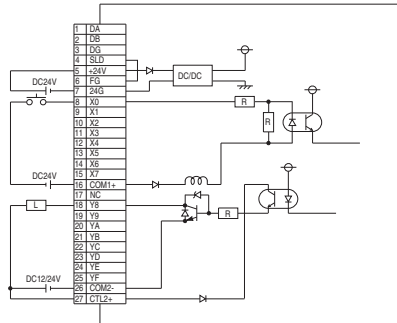 1 DA
2 DB
3 DG
4 SLD
5 +24V
6 FG
7 24G
8 X0
9 X1
10 X2
11 X3
12 X4
13 X5
14 X6
15 X7
16 COM1+
17 NC
18 Y8
19 Y9
20 YA
21 YB
22 YC
23 YD
24 YE
25 YF
26 COM2-
27 CTL2+
DC24V
DC24V
L
DC12/24V
DC/DC
R
R
R